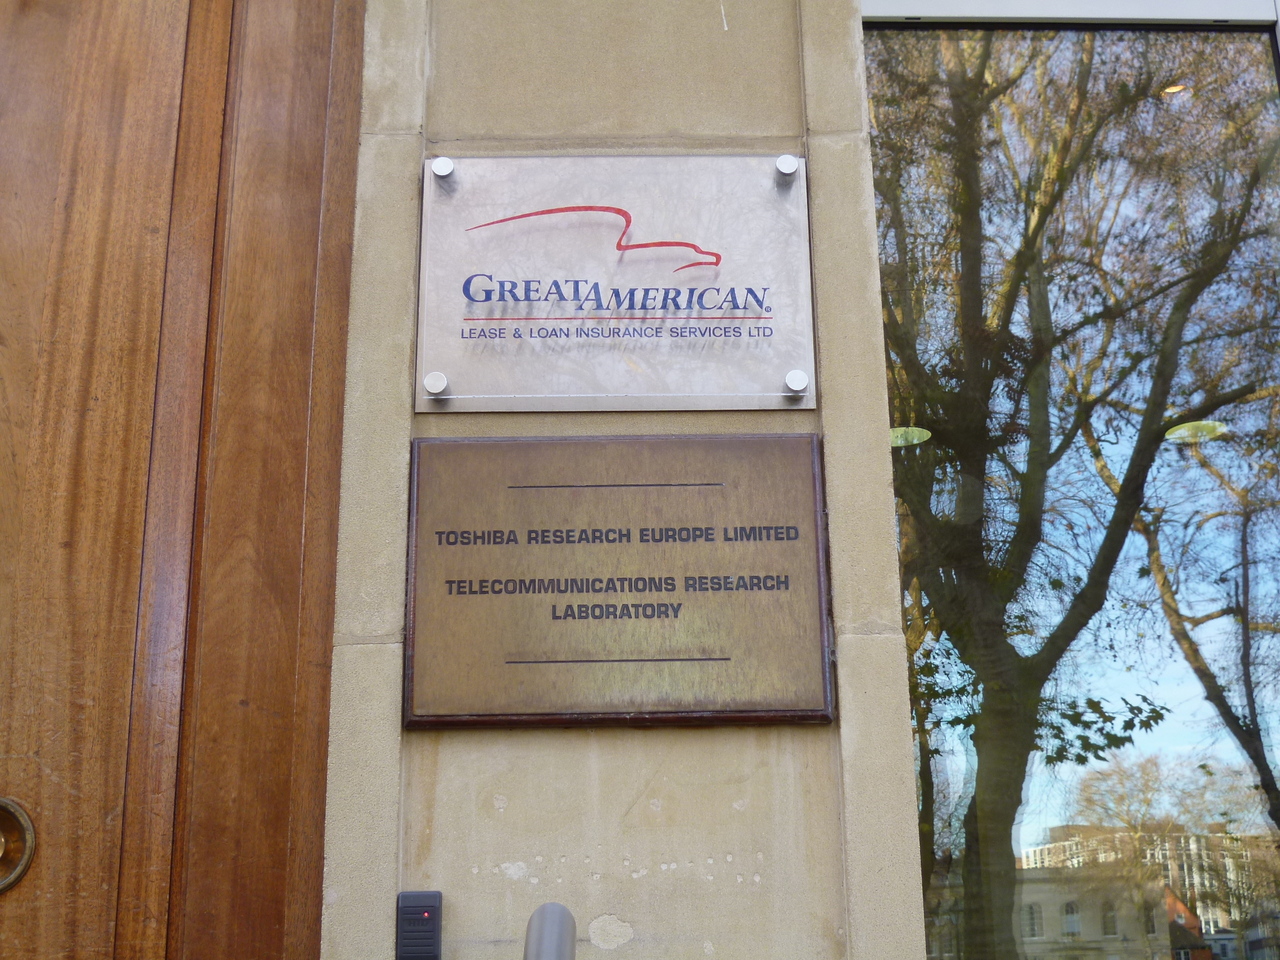 GREATAMERICAN®
LEASE & LOAN INSURANCE SERVICES LTD
TOSHIBA RESEARCH EUROPE LIMITED
TELECOMMUNICATIONS RESEARCH
LABORATORY